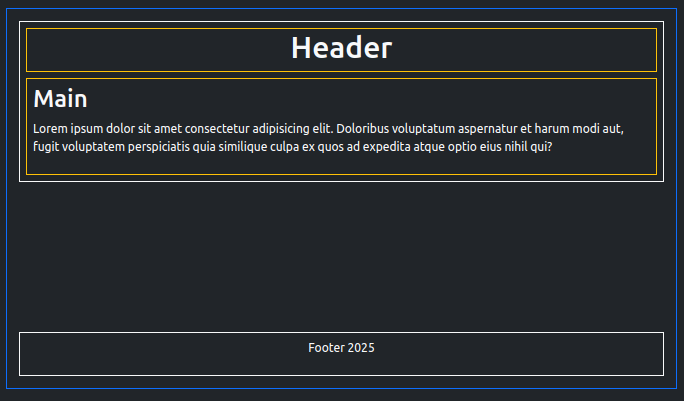 Header
Main
Lorem ipsum dolor sit amet consectetur adipisicing elit. Doloribus voluptatum aspernatur et harum modi aut,
fugit voluptatem perspiciatis quia similique culpa ex quos ad expedita atque optio eius nihil qui?
Footer 2025